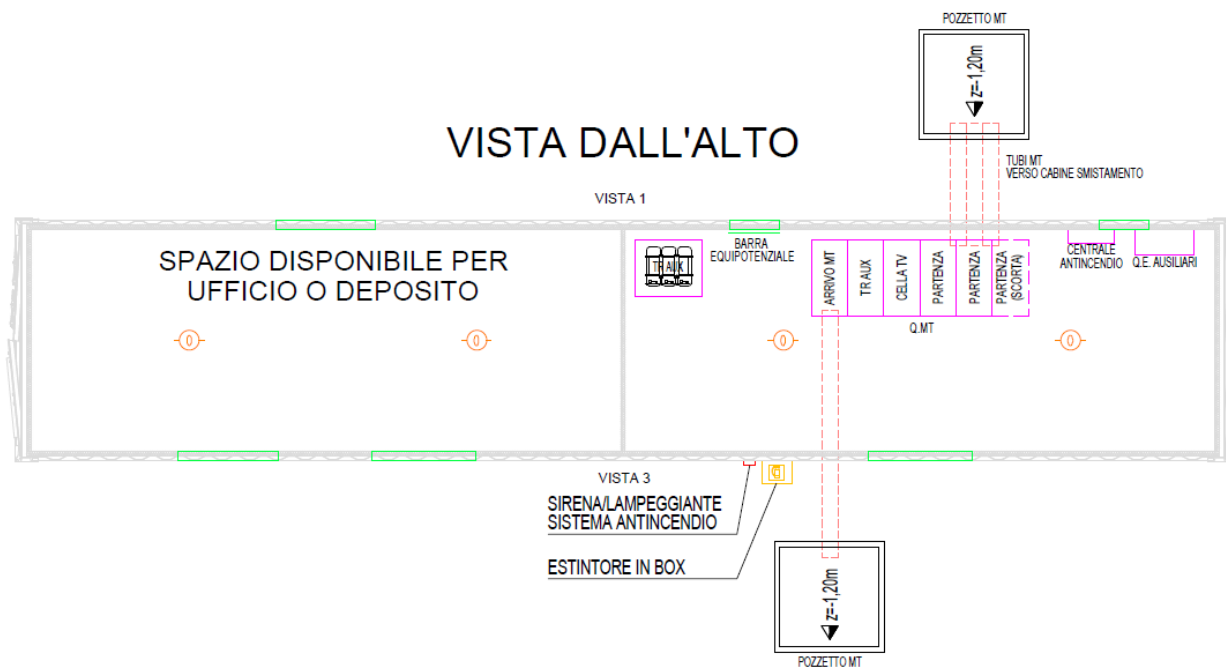 POZZETTO MT
z=-1,20m
VISTA DALL'ALTO
TUBI MT
VERSO CABINE SMISTAMENTO
VISTA 1
SPAZIO DISPONIBILE PER
UFFICIO O DEPOSITO
TR AUX
BARRA
EQUIPOTENZIALE
ARRIVO MT
TR AUX
CELLA TV
PARTENZA
PARTENZA
PARTENZA
(SCORTA)
Q.MT
CENTRALE
ANTINCENDIO
Q.E. AUSILIARI
VISTA 3
SIRENA/LAMPEGGIANTE
SISTEMA ANTINCENDIO
ESTINTORE IN BOX
z=-1,20m
POZZETTO MT